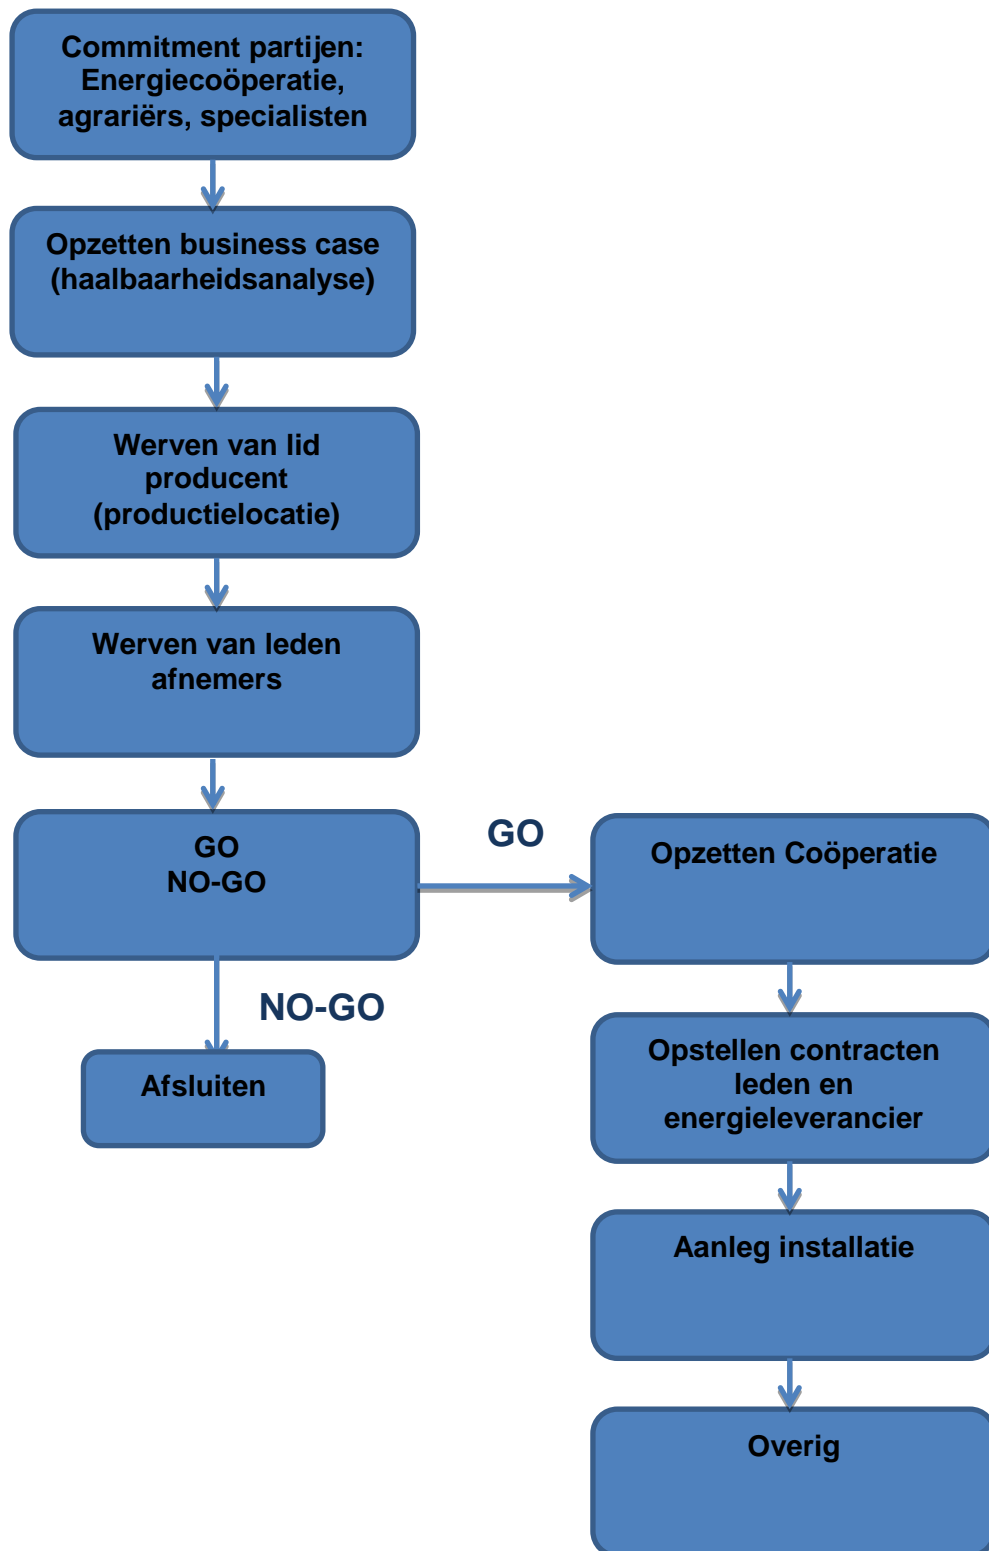 Commitment partijen:
Energiecoöperatie,
agrariërs, specialisten
Opzetten business case
(haalbaarheidsanalyse)
Werven van lid
producent
(productielocatie)
Werven van leden
afnemers
GO
NO-GO
GO
NO-GO
Afsluiten
Opzetten Coöperatie
Opstellen contracten
leden en
energieleverancier
Aanleg installatie
Overig